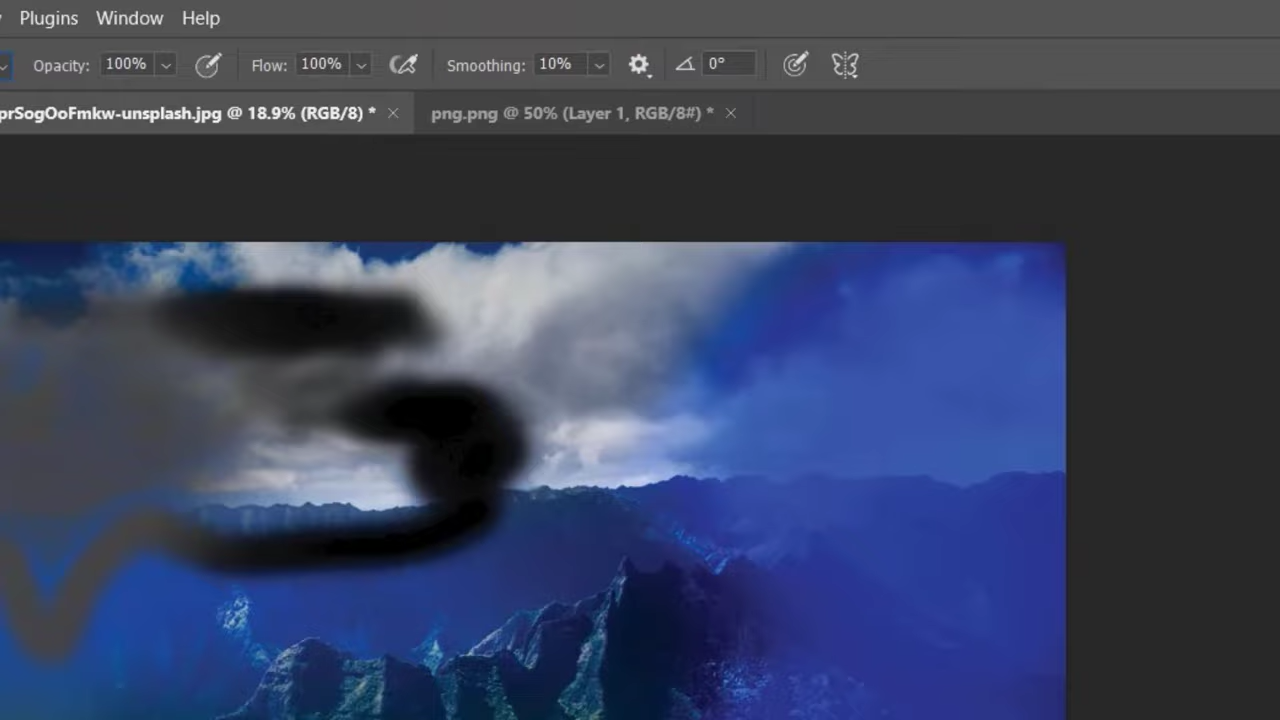 Plugins Window Help
Opacity: 100% Flow: 100% Smoothing: 10% 0°
prSogOoFmkw-unsplash.jpg @ 18.9% (RGB/8) * png.png @ 50% (Layer 1, RGB/8#) *